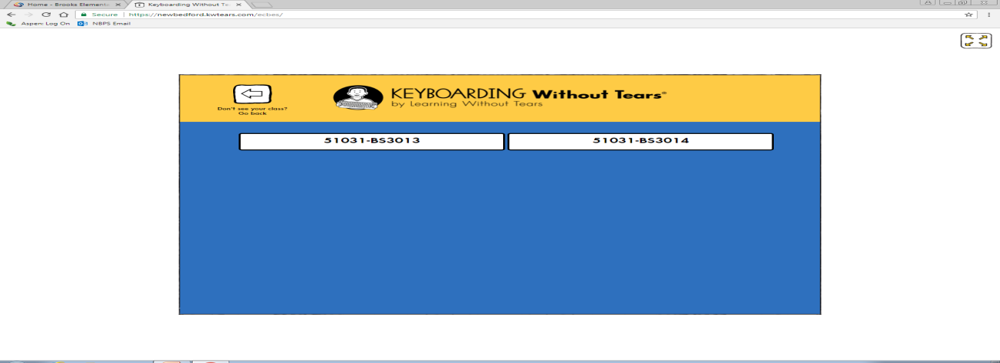 Home - Brooks Elementa
Keyboarding Without Te
Secure | https://newbedford.kwtears.com/ecbes/
Aspen: Log On
NBPS Email
Don't see your class?
Go back
KEYBOARDING Without Tears®
by Learning Without Tears
51031-BS3013
51031-BS3014